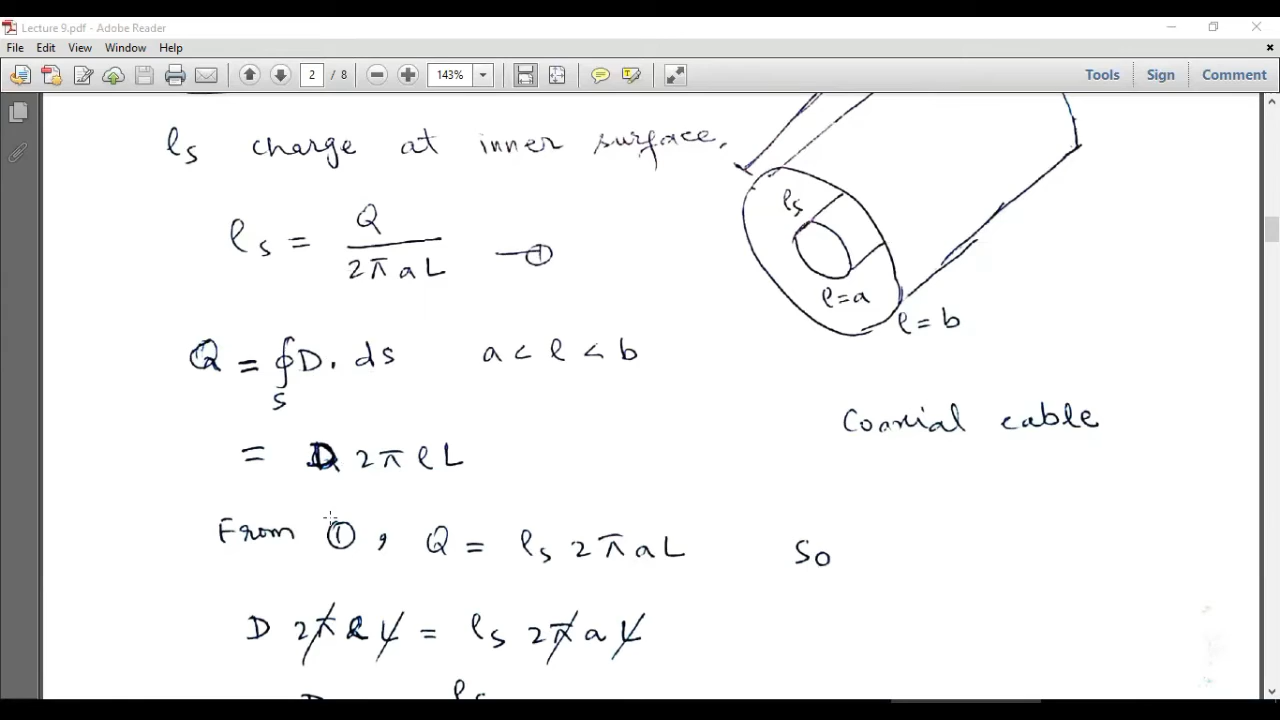 Lecture 9.pdf - Adobe Reader
File Edit View Window Help
2 / 8 143% Tools Sign Comment
ρs charge at inner surface.
ρs = Q / 2πaL —①
Q = ∮s D. ds a < ρ < b
= D 2πρL
From ①, Q = ρs 2πaL So
D 2πρL = ρs 2πaL
ρs
ρs
ρ=a
ρ=b
Coaxial cable